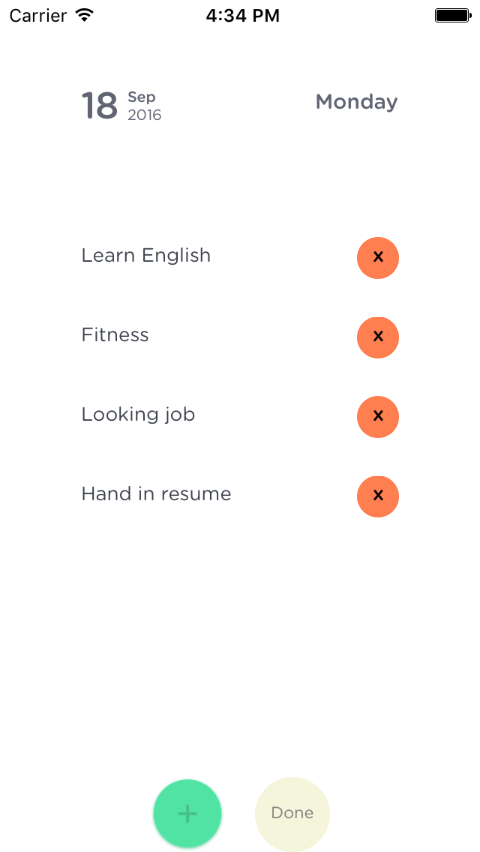 Carrier 4:34 PM
18 Sep 2016 Monday
Learn English X
Fitness X
Looking job X
Hand in resume X
+ Done